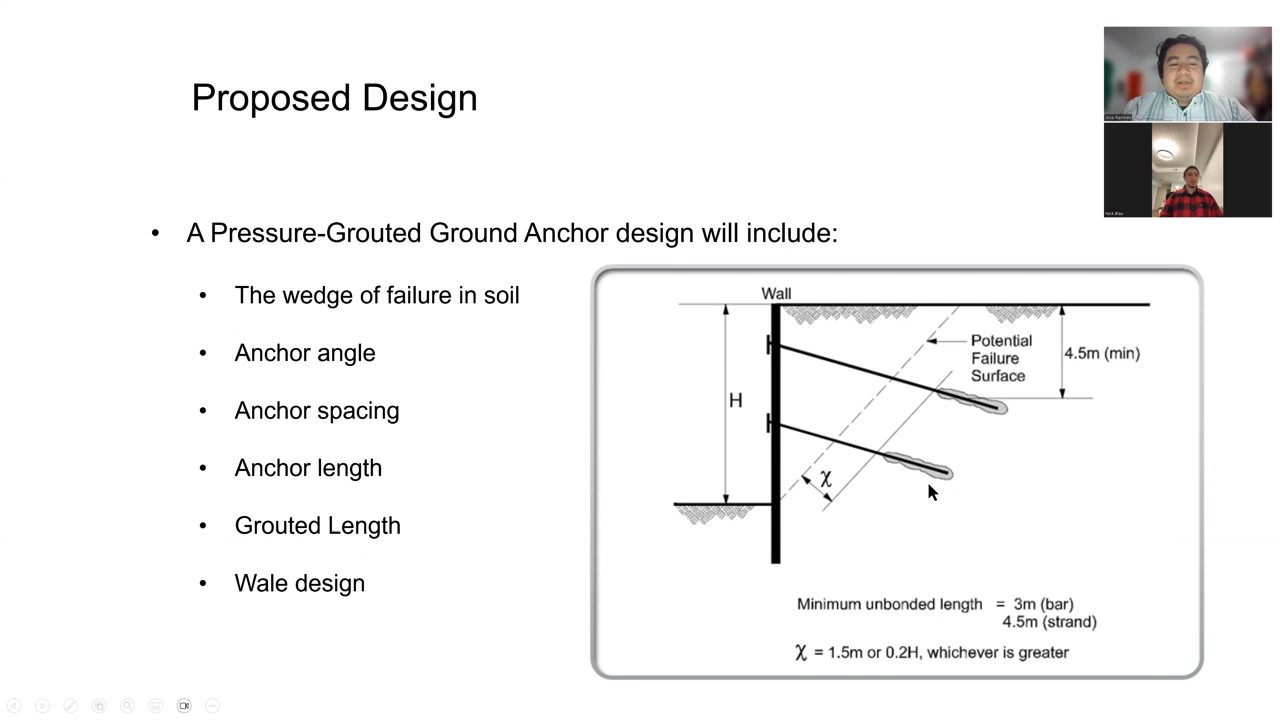 Proposed Design
• A Pressure-Grouted Ground Anchor design will include:
• The wedge of failure in soil
• Anchor angle
• Anchor spacing
• Anchor length
• Grouted Length
• Wale design
Wall
H
Potential
Failure
Surface
4.5m (min)
χ
Minimum unbonded length = 3m (bar)
4.5m (strand)
χ = 1.5m or 0.2H, whichever is greater
Jose Ramirez